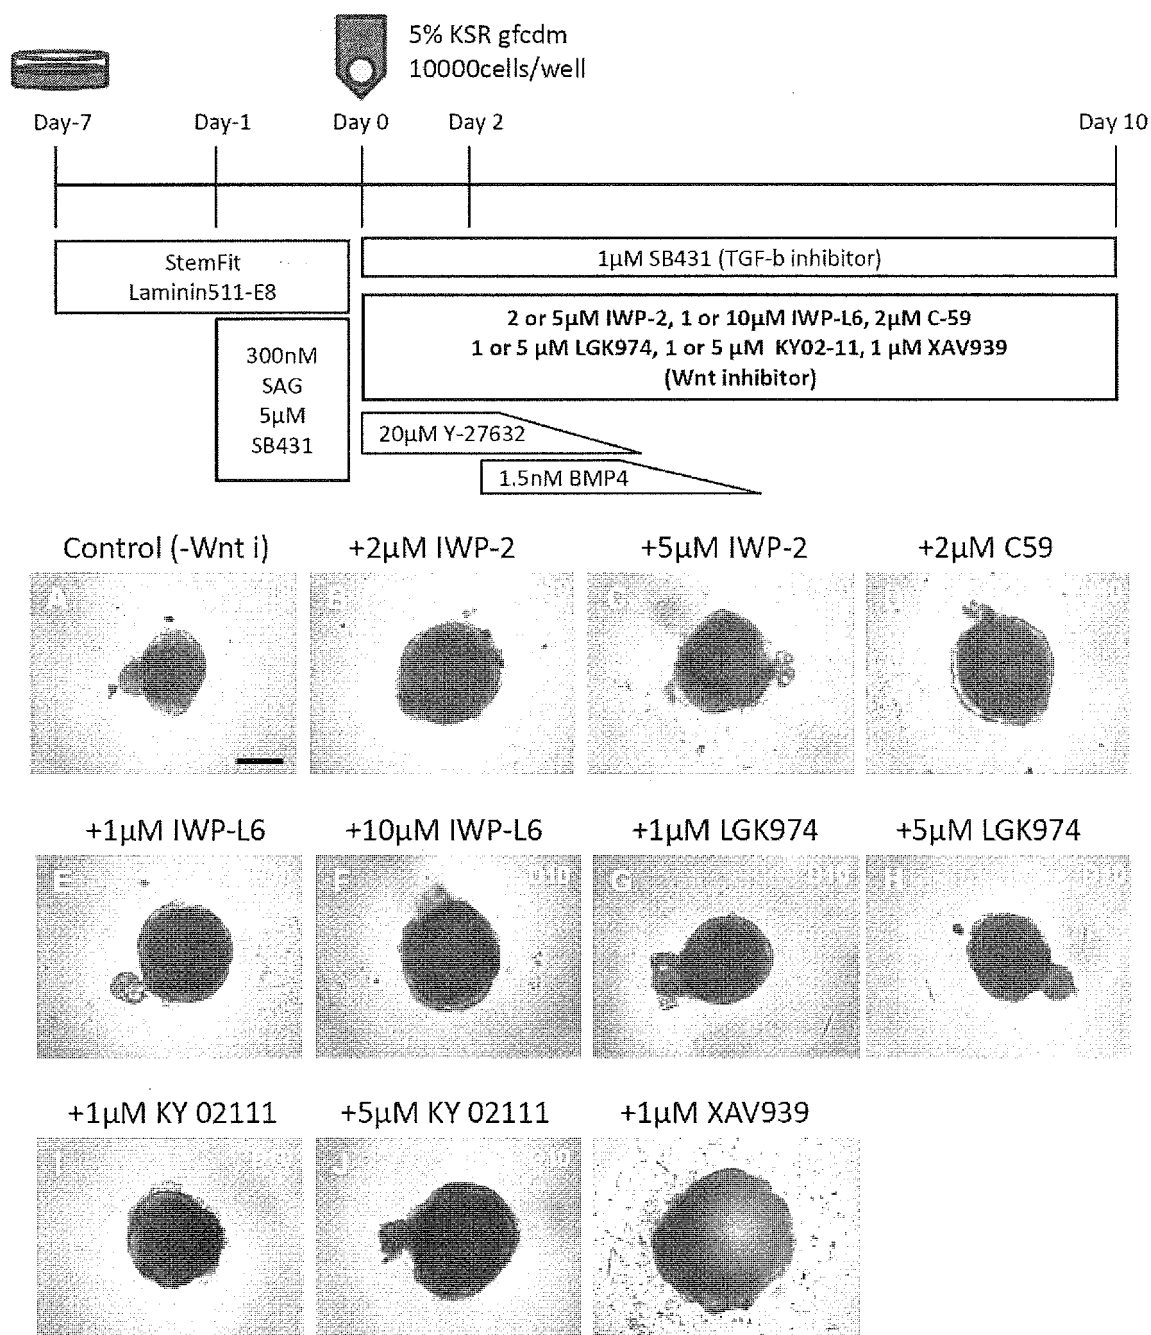 5% KSR gfcdm
10000cells/well
Day-7
Day-1
Day 0
Day 2
Day 10
StemFit
Laminin511-E8
1µM SB431 (TGF-b inhibitor)
300nM
SAG
5µM
SB431
2 or 5µM IWP-2, 1 or 10µM IWP-L6, 2µM C-59
1 or 5 µM LGK974, 1 or 5 µM KY02-11, 1 µM XAV939
(Wnt inhibitor)
20µM Y-27632
1.5nM BMP4
Control (-Wnt i)
+2µM IWP-2
+5µM IWP-2
+2µM C59
A
B
C
+1µM IWP-L6
+10µM IWP-L6
+1µM LGK974
+5µM LGK974
E
F
D10
G
D10
H
+1µM KY 02111
+5µM KY 02111
+1µM XAV939
I
J